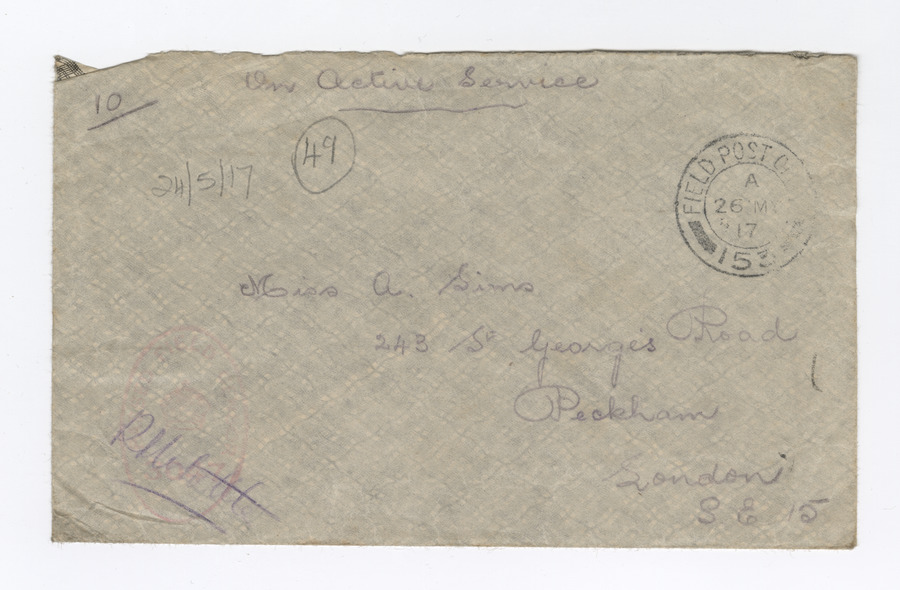 On Active Service
10
49
24/5/17
FIELD POST O
A
26 MY
17
153
Miss A. Sims
243 St George's Road
Peckham
London
S E 15